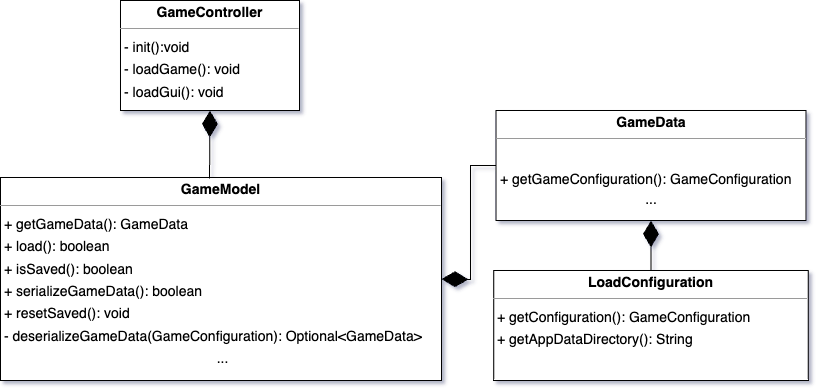 GameController
- init():void
- loadGame(): void
- loadGui(): void
GameModel
+ getGameData(): GameData
+ load(): boolean
+ isSaved(): boolean
+ serializeGameData(): boolean
+ resetSaved(): void
- deserializeGameData(GameConfiguration): Optional<GameData>
...
GameData
+ getGameConfiguration(): GameConfiguration
...
LoadConfiguration
+ getConfiguration(): GameConfiguration
+ getAppDataDirectory(): String